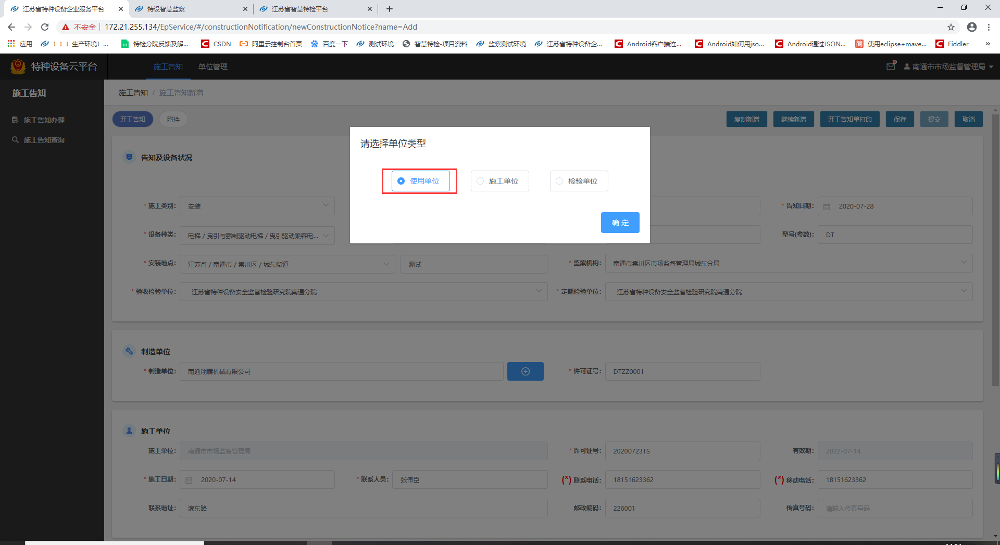 江苏省特种设备企业服务平台
特设智慧监察
江苏省智慧特检平台
不安全
172.21.255.134/EpService/#/constructionNotification/newConstructionNotice?name=Add
应用
！！！生产环境！...
特检分院反馈及解...
CSDN
阿里云控制台首页
百度一下
测试环境
智慧特检-项目资料
监察测试环境
江苏省特种设备企...
Android客户端连...
Android如何用jso...
Android通过JSON...
简 使用eclipse+mave...
Fiddler
»
特种设备云平台
施工告知
单位管理
南通市市场监督管理局
施工告知
施工告知办理
施工告知查询
施工告知 / 施工告知新增
开工告知
附件
复制新增
继续新增
开工告知单打印
保存
提交
取消
请选择单位类型
使用单位
施工单位
检验单位
确 定
告知及设备状况
* 施工类别:
安装
* 告知日期:
2020-07-28
* 设备种类:
电梯 / 曳引与强制驱动电梯 / 曳引驱动乘客电...
型号(参数):
DT
* 安装地点:
江苏省 / 南通市 / 崇川区 / 城东街道
测试
* 监察机构:
南通市崇川区市场监督管理局城东分局
* 验收检验单位:
江苏省特种设备安全监督检验研究院南通分院
* 定期检验单位:
江苏省特种设备安全监督检验研究院南通分院
制造单位
* 制造单位:
南通翔腾机械有限公司
* 许可证号:
DTZZ0001
施工单位
施工单位:
南通市市场监督管理局
* 许可证号:
20200723TS
有效期:
2022-07-14
* 施工日期:
2020-07-14
* 联系人员:
张伟臣
(*) 联系电话:
18151623362
(*) 移动电话:
18151623362
联系地址:
濠东路
邮政编码:
226001
传真号码:
请输入传真号码